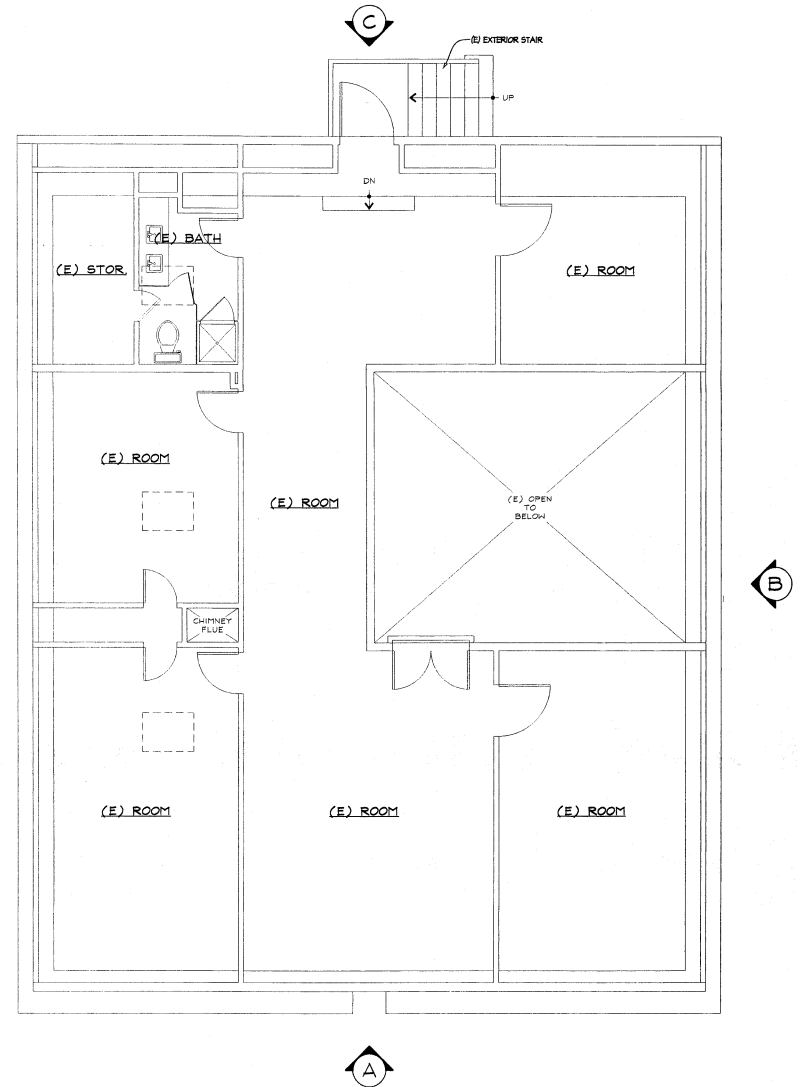 C
(E) EXTERIOR STAIR
UP
DN
(E) BATH
(E) STOR.
(E) ROOM
(E) ROOM
(E) ROOM
(E) OPEN
TO
BELOW
B
CHIMNEY
FLUE
(E) ROOM
(E) ROOM
(E) ROOM
A